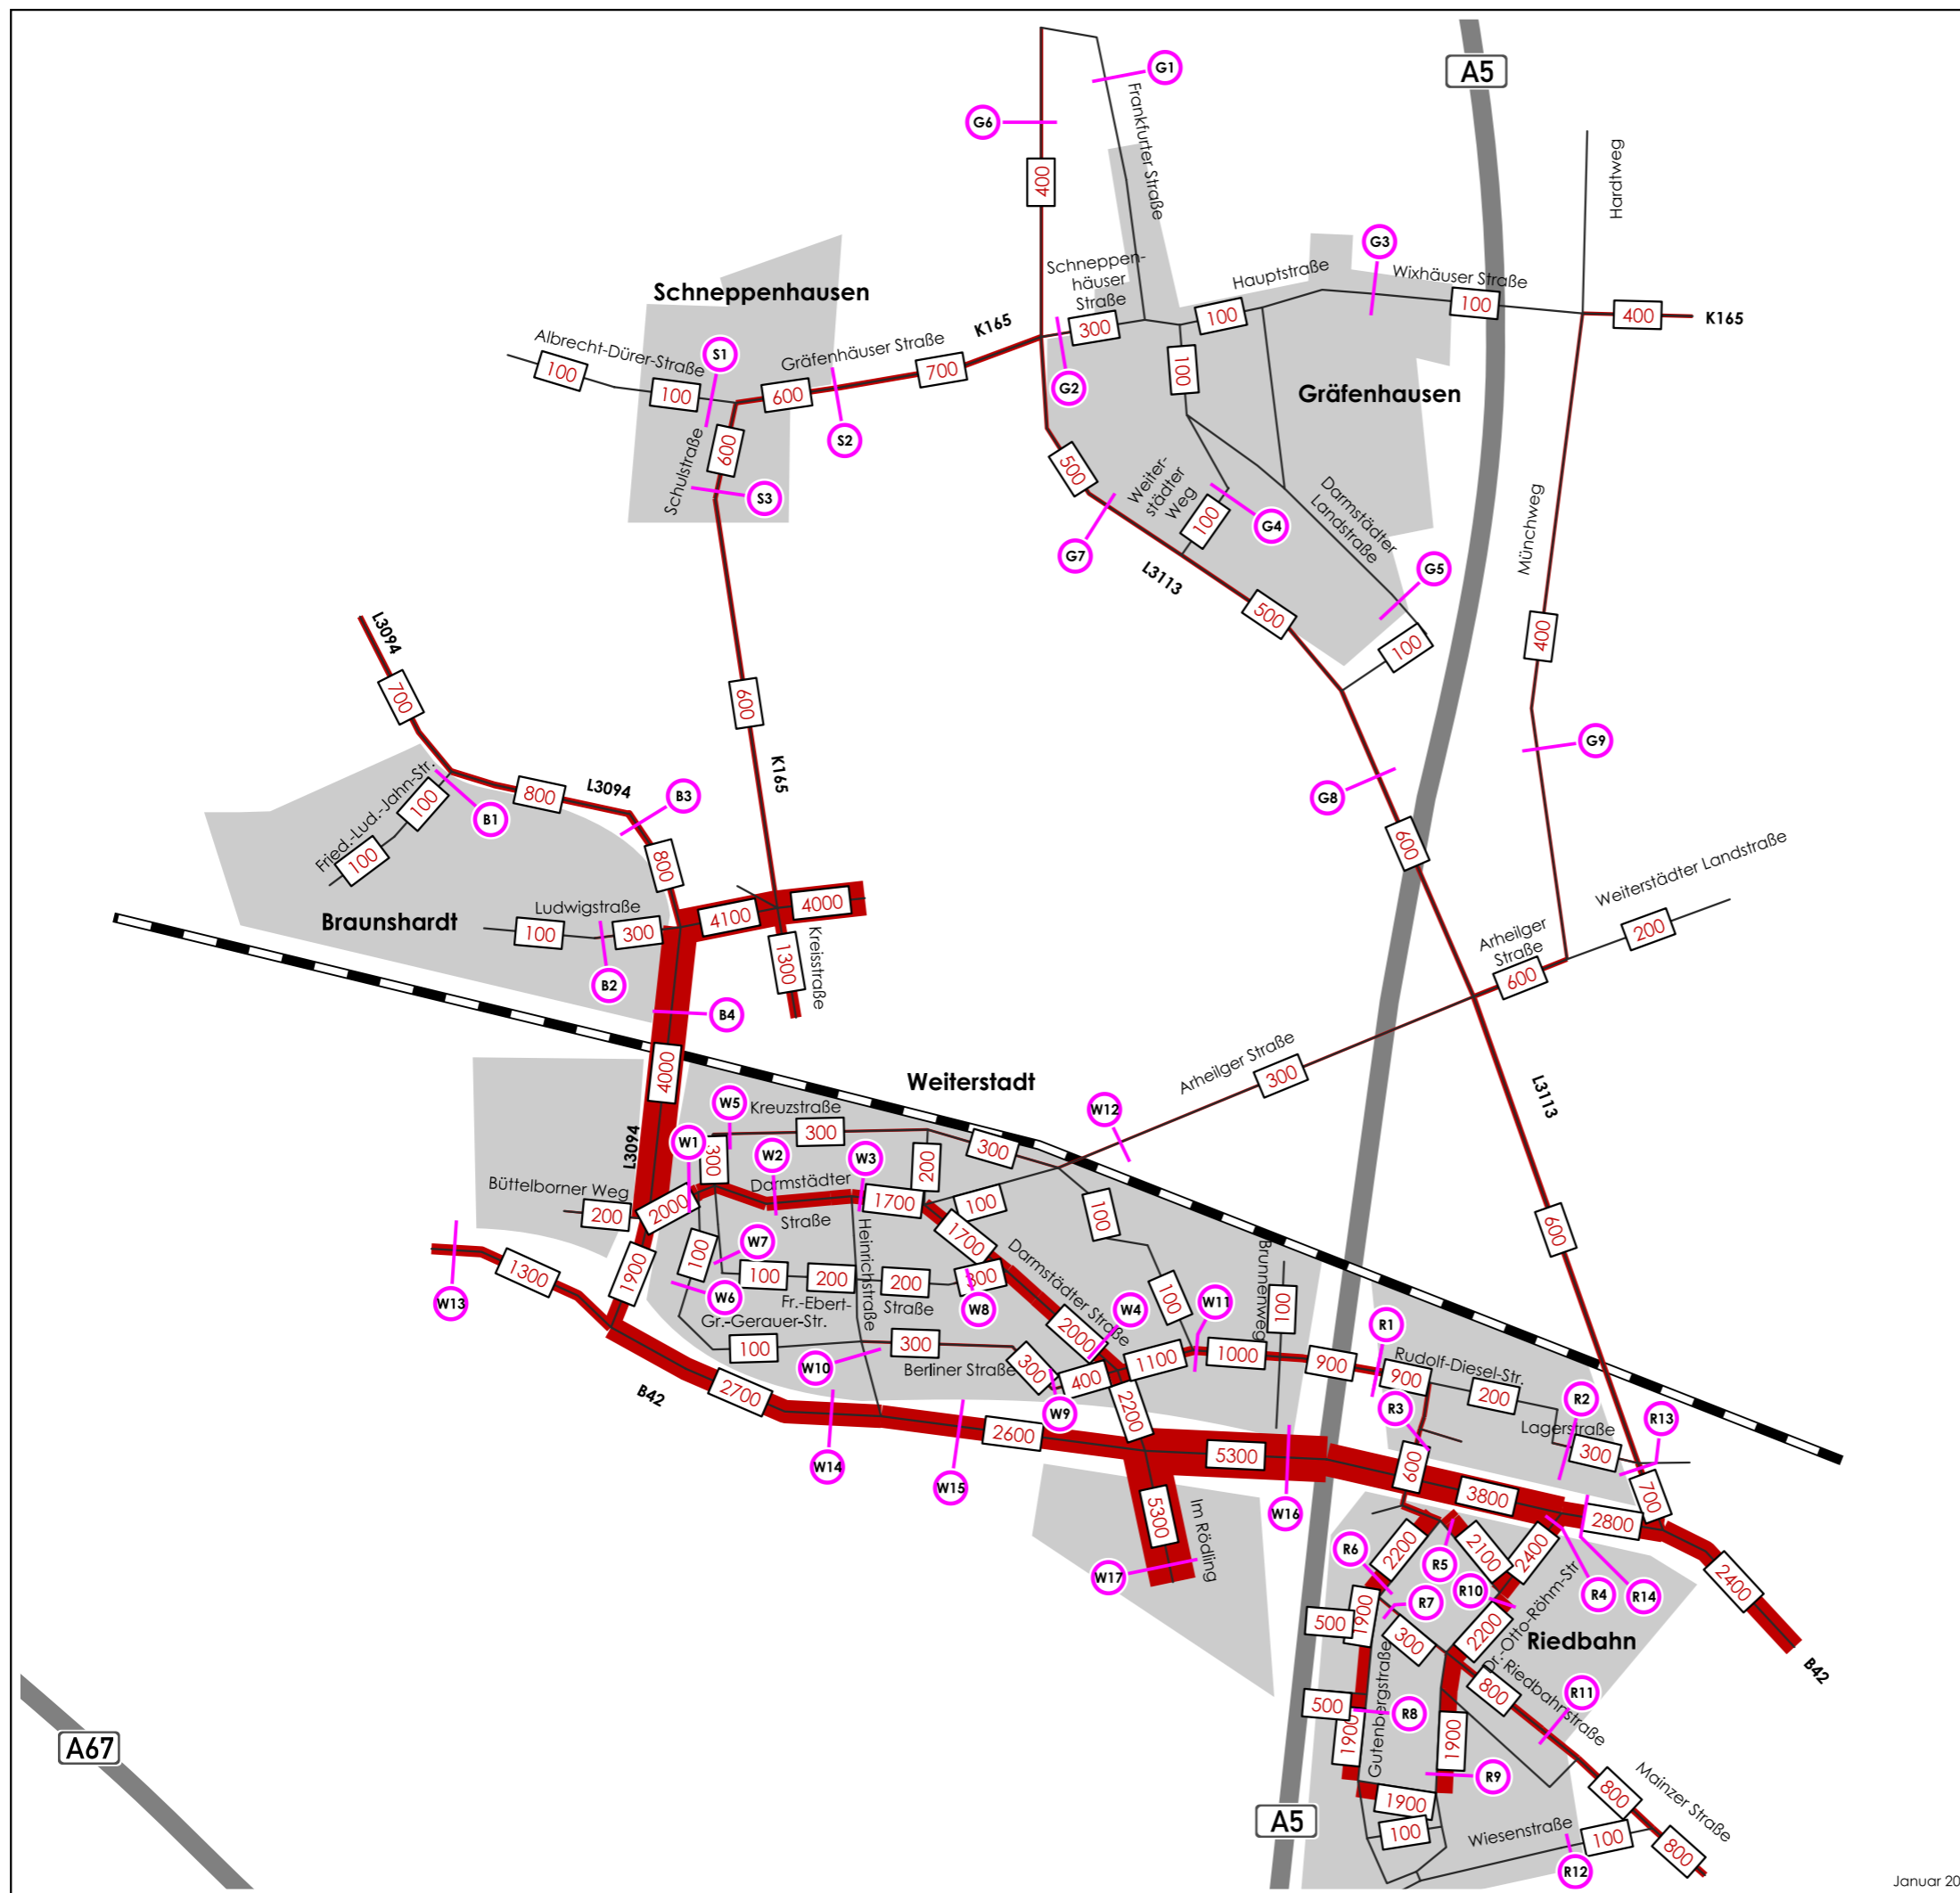 A5
G1
Frankfurter Straße
G6
400
Hardtweg
G3
Schneppen-
häuser
Straße
Hauptstraße
Wixhäuser Straße
Schneppenhausen
K165
300
100
100
400
K165
Albrecht-Dürer-Straße
S1
Gräfenhäuser Straße
100
100
600
700
100
G2
Gräfenhausen
S2
Schulstraße
600
S3
500
Weiter-
städter
Weg
100
G4
Darmstädter
Landstraße
G7
Münchweg
L3113
G5
500
100
400
L3094
700
600
K165
G9
G8
600
Fried.-Lud.-Jahn-Str.
100
100
800
L3094
B3
B1
800
Weiterstädter Landstraße
200
Braunshardt
Ludwigstraße
100
300
4100
4000
1300
Kreisstraße
Arheilger
Straße
600
B2
B4
4000
Weiterstadt
Arheilger Straße
300
L3113
W5
Kreuzstraße
W12
300
300
L3094
W1
300
W2
W3
200
Büttelborner Weg
200
2000
Darmstädter
Straße
1700
100
100
600
1300
1900
100
W7
Heinrichstraße
1700
Darmstädter Straße
Brunnenweg
100
W13
W6
100
200
200
300
W8
Fr.-Ebert-
Straße
Gr.-Gerauer-Str.
100
W11
W4
2000
R1
100
W10
300
Berliner Straße
300
400
1100
1000
900
900
Rudolf-Diesel-Str.
200
B42
2700
W9
2200
R3
R2
Lagerstraße
300
R13
2600
5300
600
W14
W15
W16
3800
2800
700
5300
Im Rödling
W17
R6
2200
R5
2100
2400
R10
R4
R14
2400
500
1900
R7
300
2200
Dr.-Otto-Röhm-Str.
Riedbahn
B42
Gutenbergstraße
800
Riedbahnstraße
R11
500
R8
1900
1900
A67
R9
Mainzer Straße
A5
1900
800
100
Wiesenstraße
100
800
R12
Januar 20